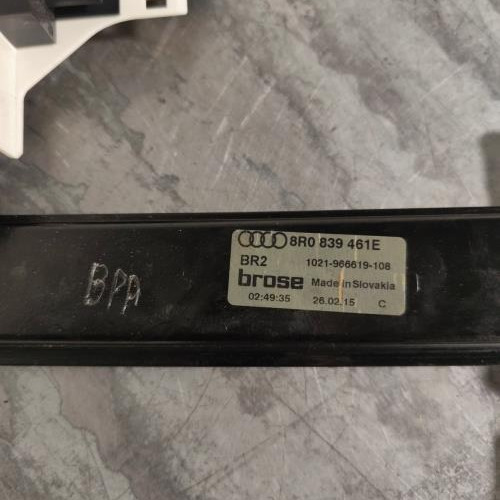 8R0 839 461E
BR2 1021-966619-108
brose Made in Slovakia
02:49:35 26.02.15 C
BPA